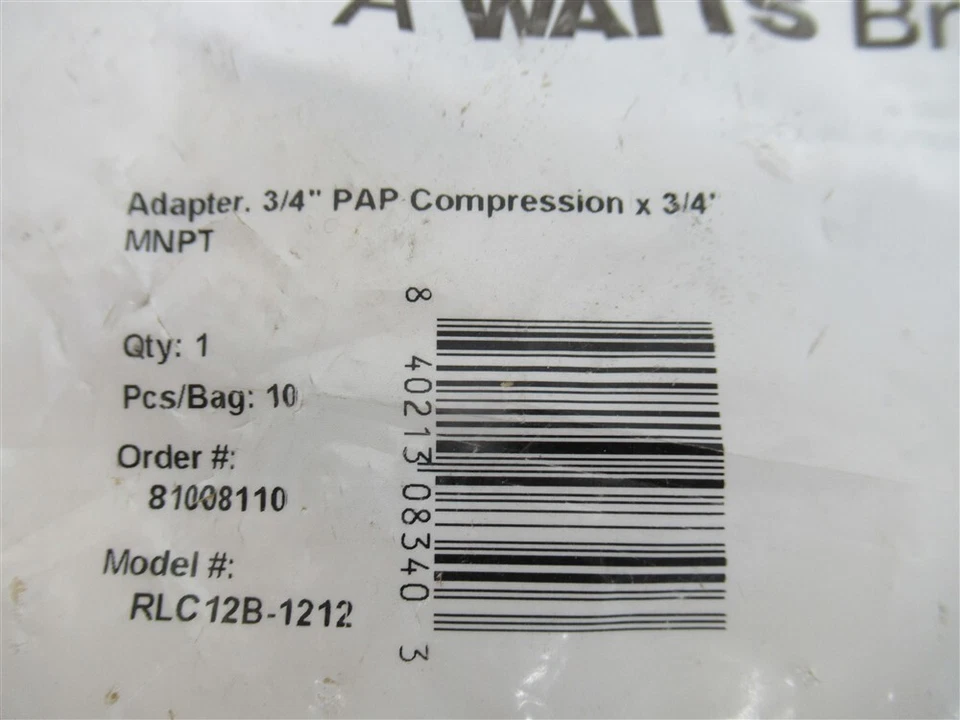 A WATTS Br
Adapter. 3/4" PAP Compression x 3/4'
MNPT
Qty: 1
Pcs/Bag: 10
Order #:
81008110
Model #:
RLC12B-1212
8 40213 08340 3